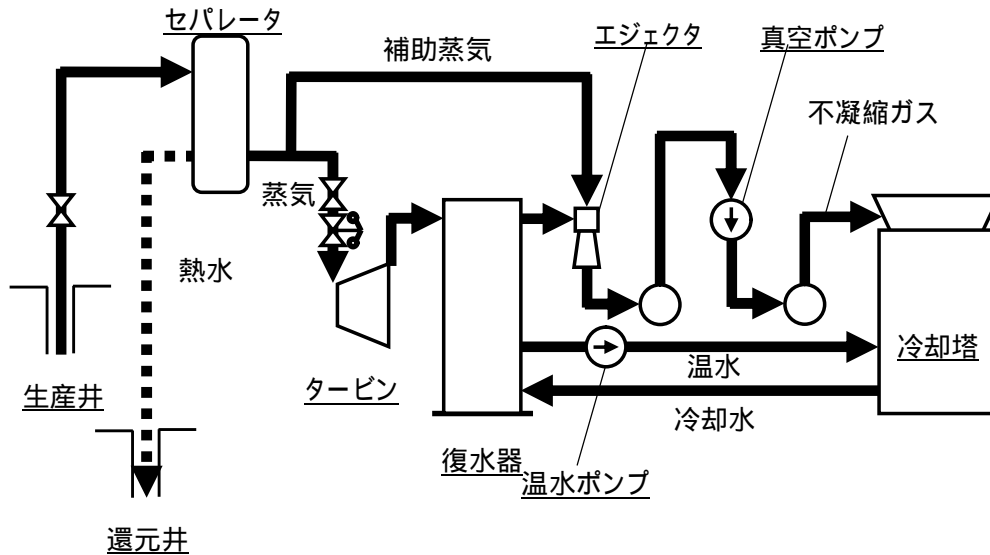 セパレータ
補助蒸気
エジェクタ
真空ポンプ
不凝縮ガス
蒸気
熱水
冷却塔
温水
生産井
タービン
冷却水
復水器
温水ポンプ
還元井